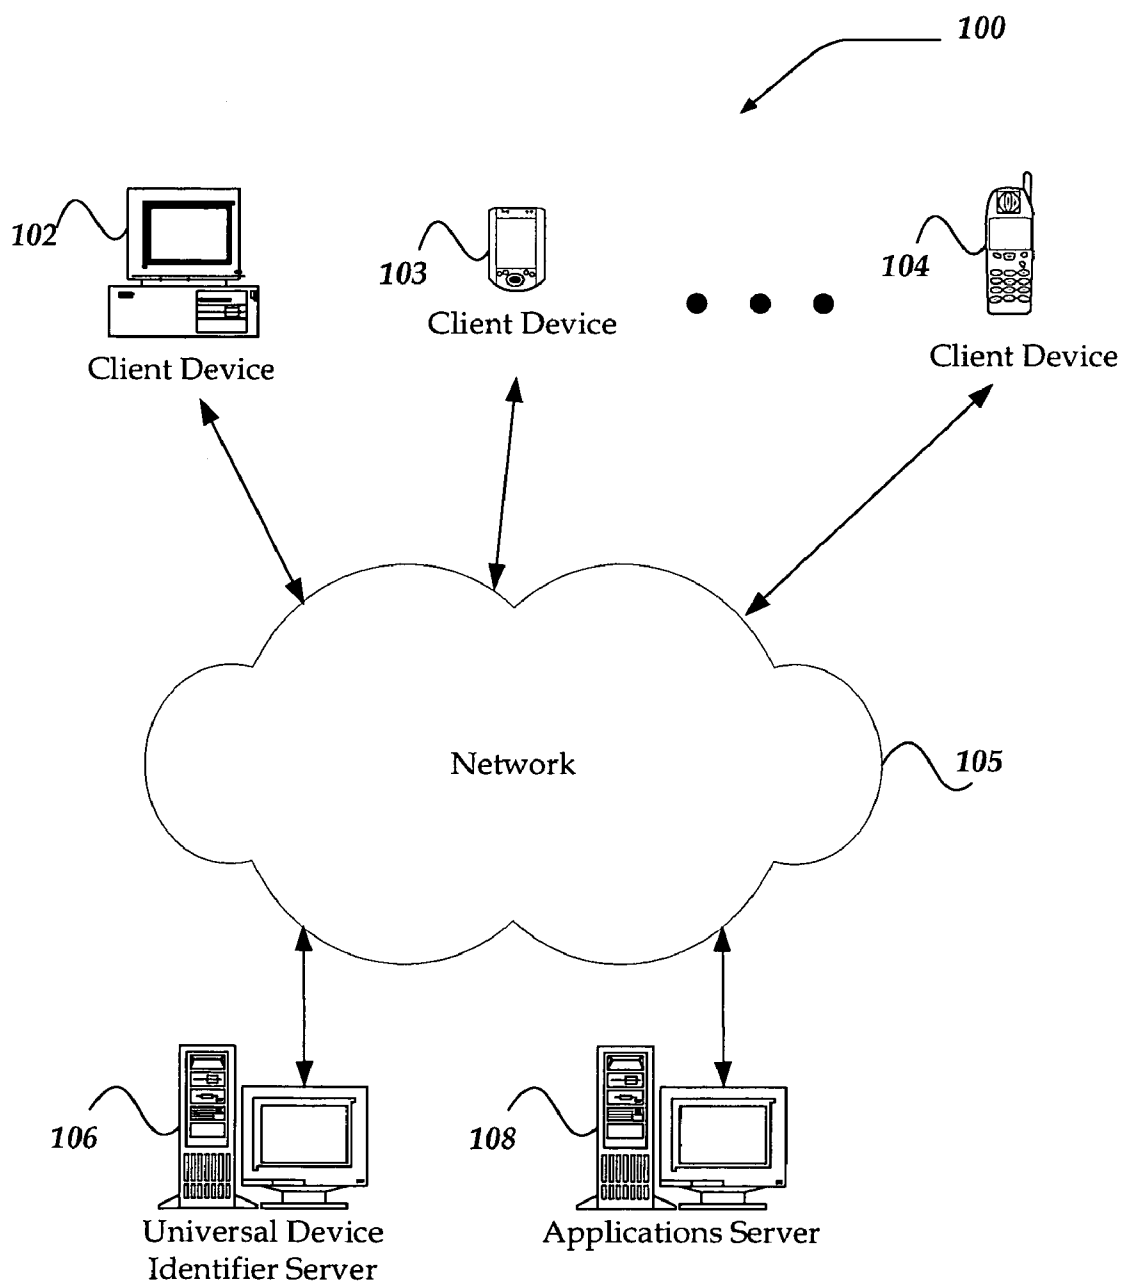 100
102
103
104
Client Device
Client Device
Client Device
Network
105
106
108
Universal Device
Identifier Server
Applications Server